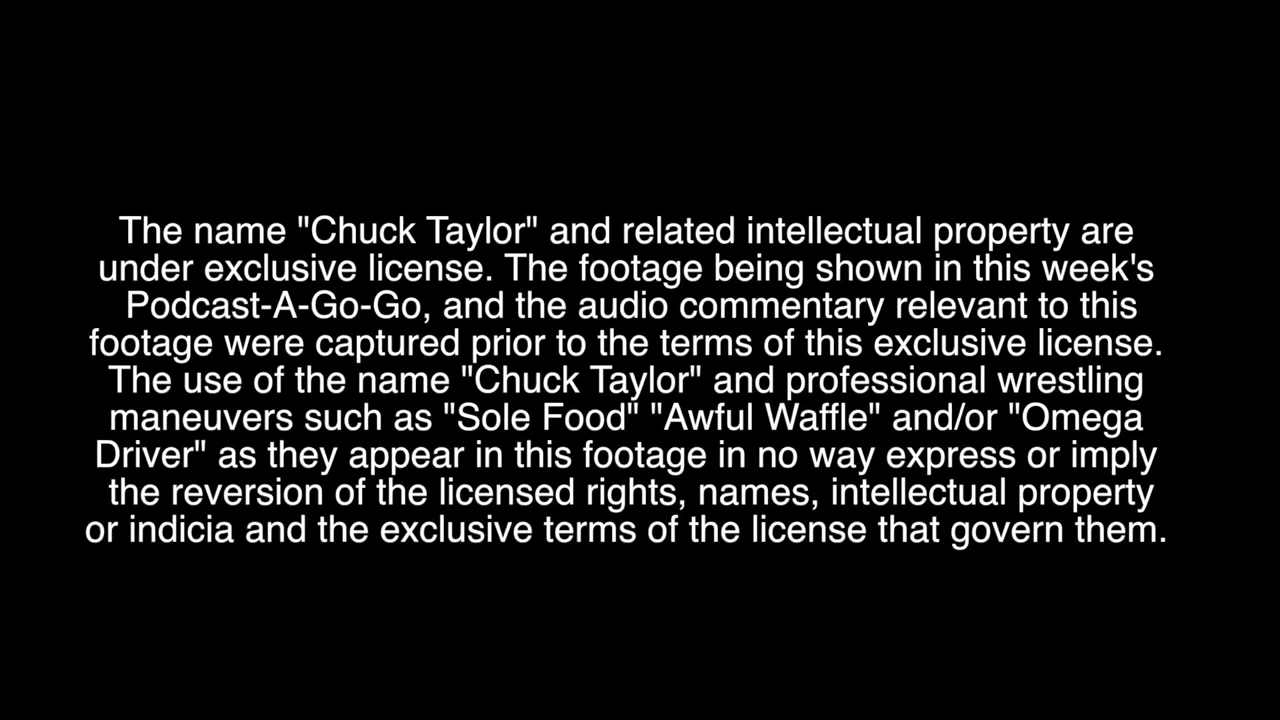 The name "Chuck Taylor" and related intellectual property are
under exclusive license. The footage being shown in this week's
Podcast-A-Go-Go, and the audio commentary relevant to this
footage were captured prior to the terms of this exclusive license.
The use of the name "Chuck Taylor" and professional wrestling
maneuvers such as "Sole Food" "Awful Waffle" and/or "Omega
Driver" as they appear in this footage in no way express or imply
the reversion of the licensed rights, names, intellectual property
or indicia and the exclusive terms of the license that govern them.